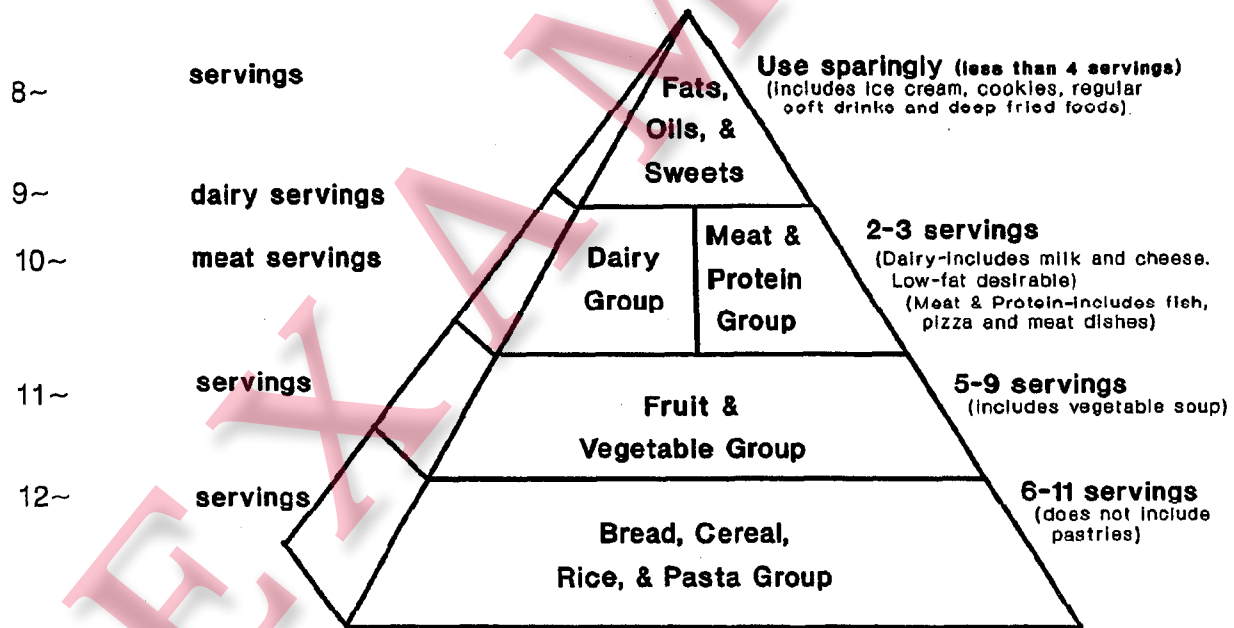 8~ servings
9~ dairy servings
10~ meat servings
11~ servings
12~ servings
Fats,
Oils, &
Sweets
Dairy
Group
Meat &
Protein
Group
Fruit &
Vegetable Group
Bread, Cereal,
Rice, & Pasta Group
Use sparingly (less than 4 servings)
(includes ice cream, cookies, regular
soft drinks and deep fried foods).
2-3 servings
(Dairy-includes milk and cheese.
Low-fat desirable)
(Meat & Protein-includes fish,
pizza and meat dishes)
5-9 servings
(includes vegetable soup)
6-11 servings
(does not include
pastries)
EXAM